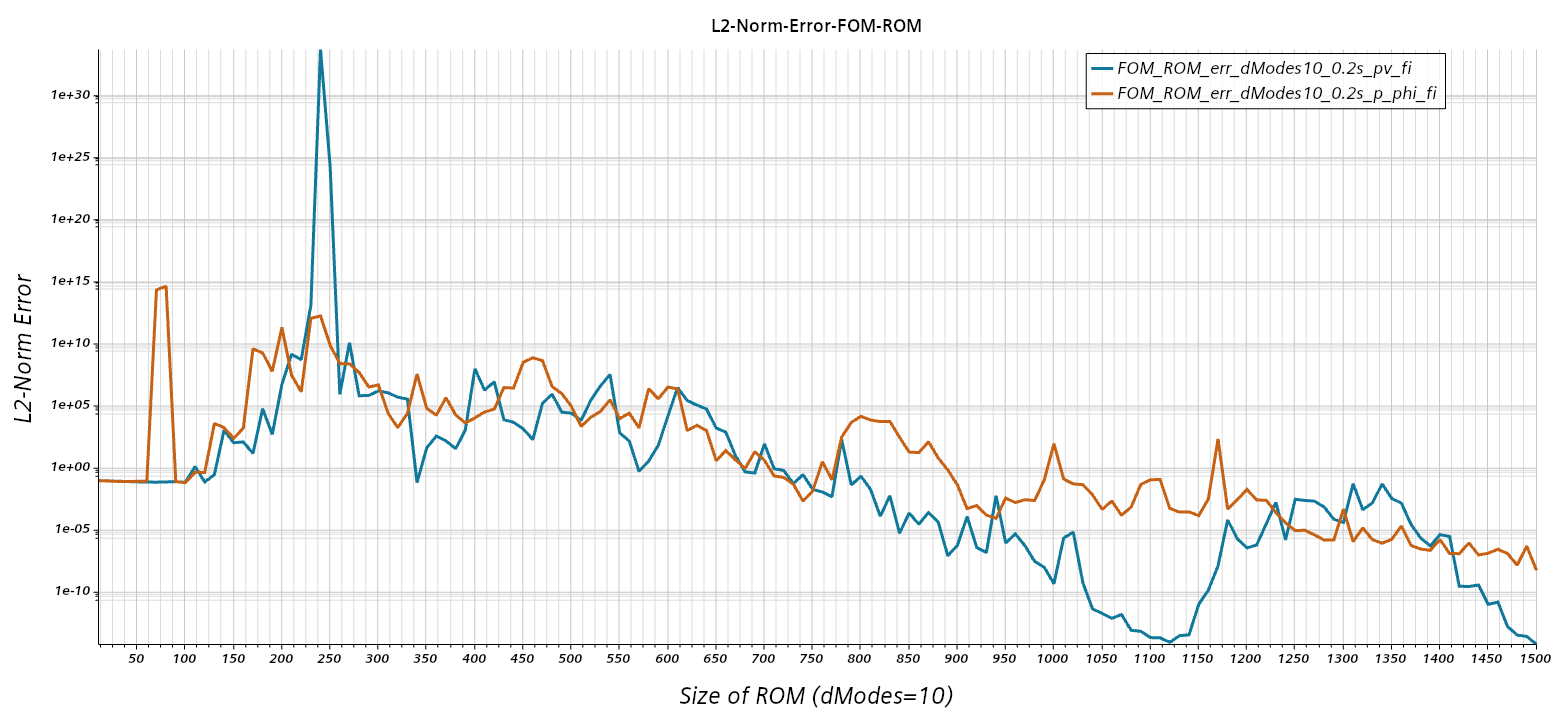 L2-Norm-Error-FOM-ROM
FOM_ROM_err_dModes10_0.2s_pv_fi
FOM_ROM_err_dModes10_0.2s_p_phi_fi
L2-Norm Error
1e+30
1e+25
1e+20
1e+15
1e+10
1e+05
1e+00
1e-05
1e-10
50 100 150 200 250 300 350 400 450 500 550 600 650 700 750 800 850 900 950 1000 1050 1100 1150 1200 1250 1300 1350 1400 1450 1500
Size of ROM (dModes=10)